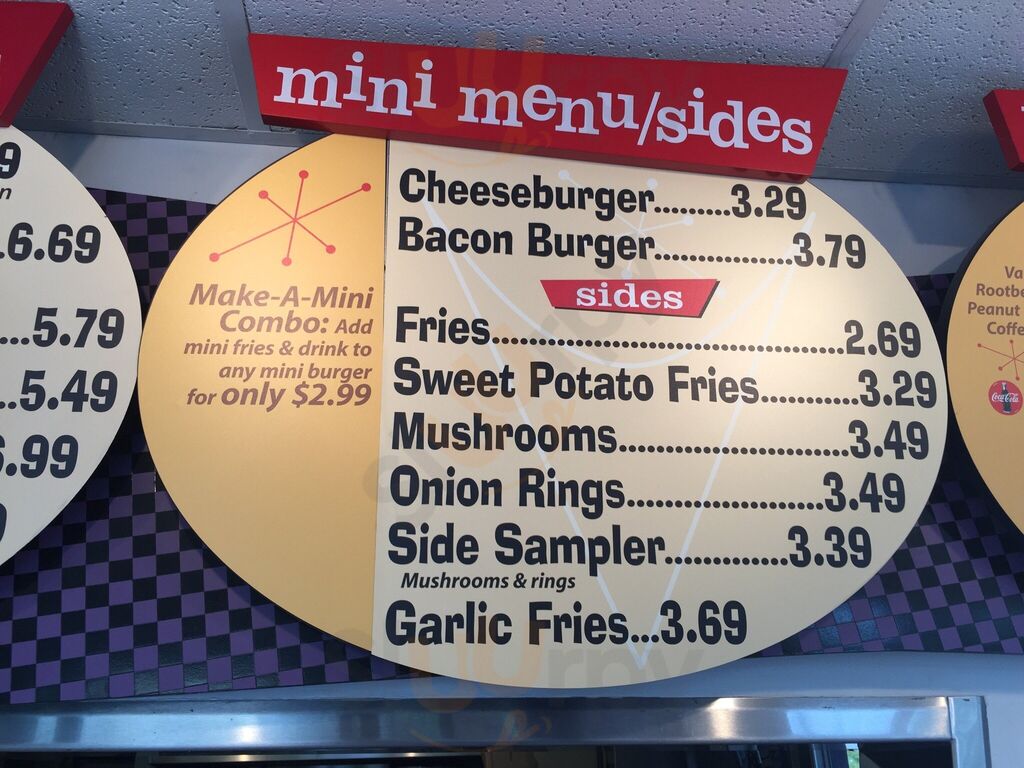 mini menu/sides
Make-A-Mini
Combo: Add
mini fries & drink to
any mini burger
for only $2.99
Cheeseburger.........3.29
Bacon Burger.................3.79
sides
Fries...........................................2.69
Sweet Potato Fries............3.29
Mushrooms............................3.49
Onion Rings........................3.49
Side Sampler...............3.39
Mushrooms & rings
Garlic Fries...3.69
9
n
.6.69
...5.79
..5.49
.99
Rootbe
Peanut
Coffe
Coca-Cola